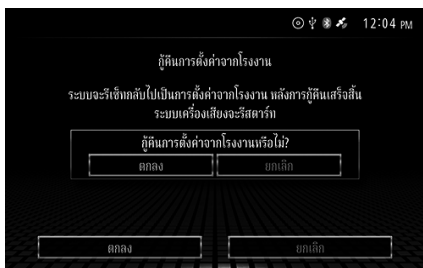 12:04 PM
กู้คืนการตั้งค่าจากโรงงาน
ระบบจะรีเซ็ทกลับไปเป็นการตั้งค่าจากโรงงาน หลังการกู้คืนเสร็จสิ้น
ระบบเครื่องเสียงจะรีสตาร์ท
กู้คืนการตั้งค่าจากโรงงานหรือไม่?
ตกลง ยกเลิก
ตกลง ยกเลิก